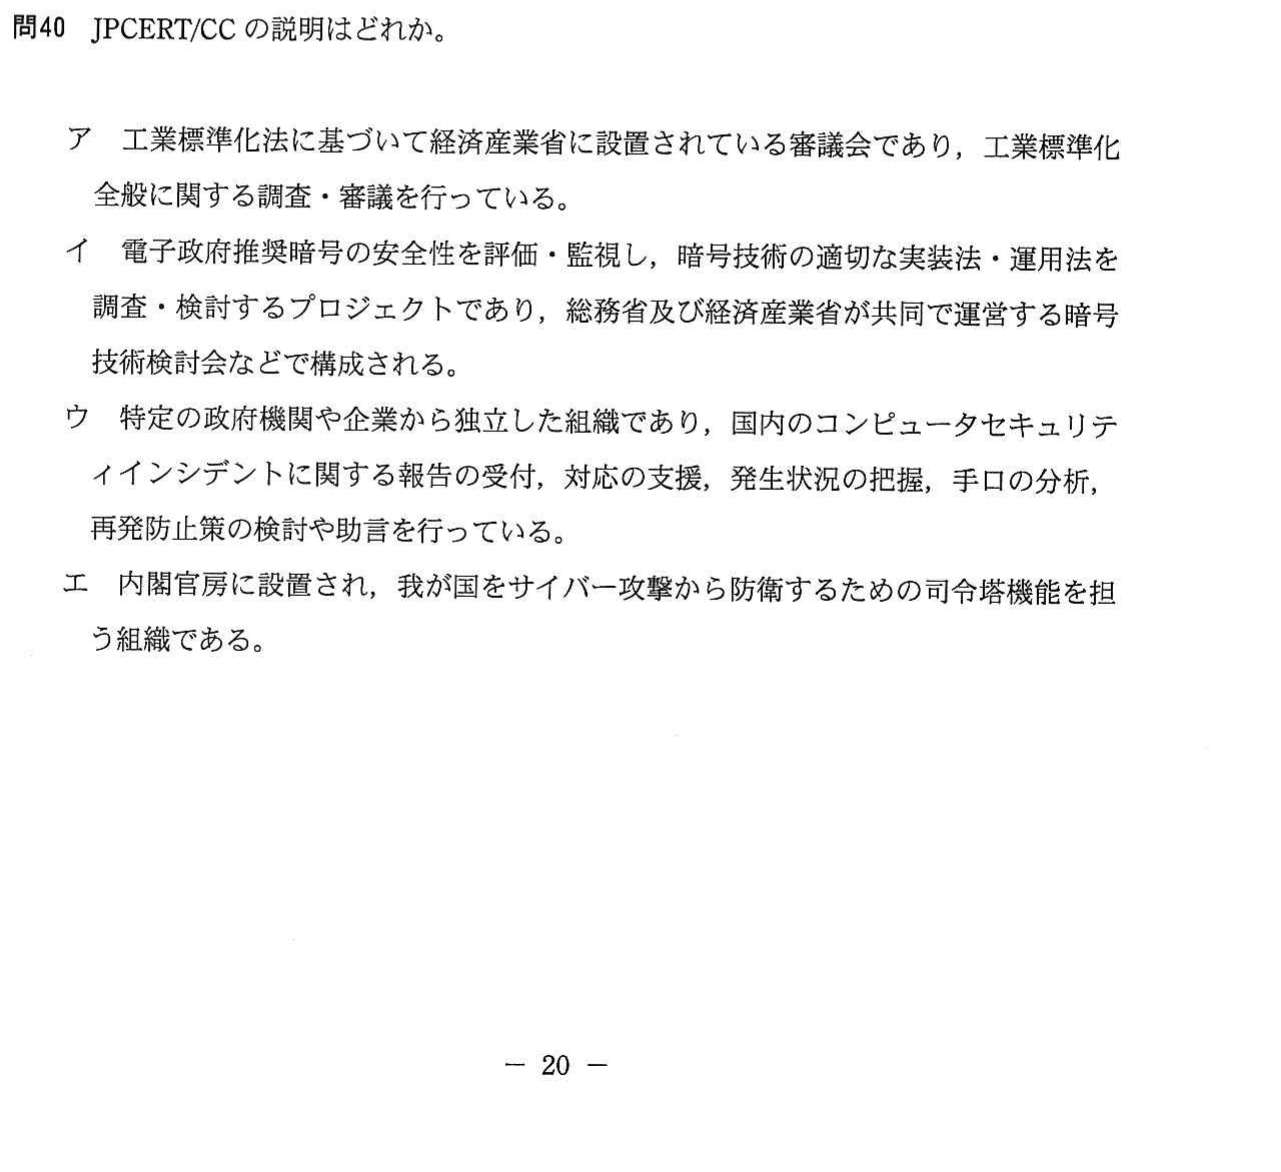 問40 JPCERT/CC の説明はどれか。
ア 工業標準化法に基づいて経済産業省に設置されている審議会であり，工業標準化
全般に関する調査・審議を行っている。
イ 電子政府推奨暗号の安全性を評価・監視し，暗号技術の適切な実装法・運用法を
調査・検討するプロジェクトであり，総務省及び経済産業省が共同で運営する暗号
技術検討会などで構成される。
ウ 特定の政府機関や企業から独立した組織であり，国内のコンピュータセキュリテ
ィインシデントに関する報告の受付，対応の支援，発生状況の把握，手口の分析，
再発防止策の検討や助言を行っている。
エ 内閣官房に設置され，我が国をサイバー攻撃から防衛するための司令塔機能を担
う組織である。
― 20 ―